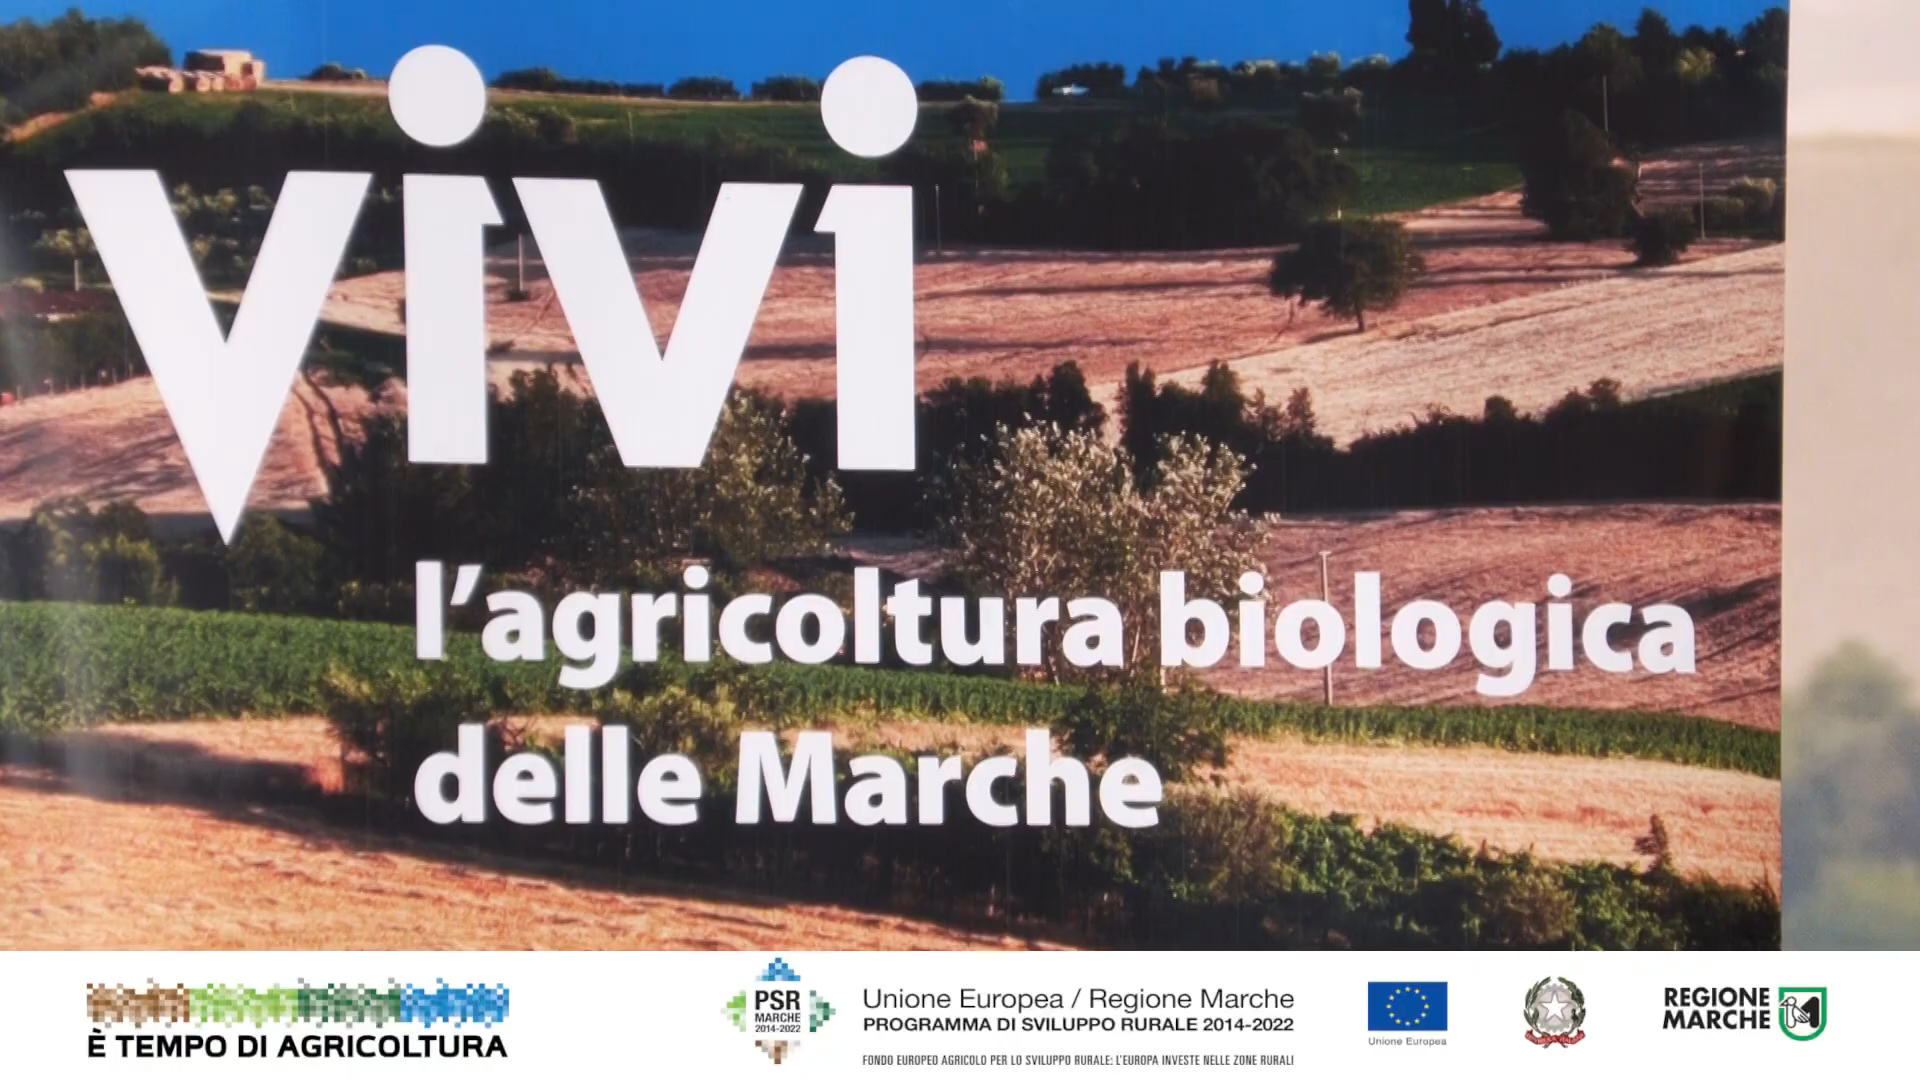 vivi
l'agricoltura biologica
delle Marche
È TEMPO DI AGRICOLTURA
PSR
MARCHE
2014-2022
Unione Europea / Regione Marche
PROGRAMMA DI SVILUPPO RURALE 2014-2022
FONDO EUROPEO AGRICOLO PER LO SVILUPPO RURALE: L'EUROPA INVESTE NELLE ZONE RURALI
Unione Europea
REGIONE
MARCHE